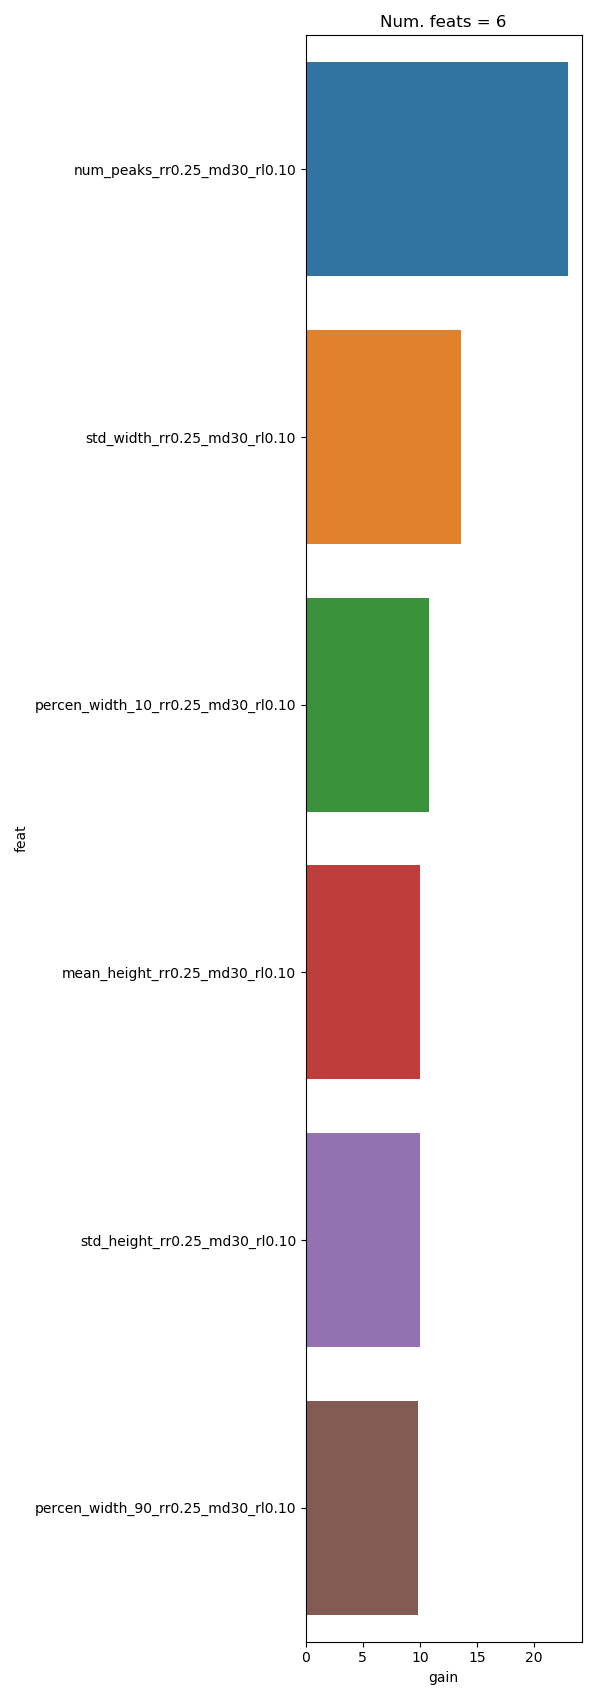 Num. feats = 6
num_peaks_rr0.25_md30_rl0.10
std_width_rr0.25_md30_rl0.10
percen_width_10_rr0.25_md30_rl0.10
feat
mean_height_rr0.25_md30_rl0.10
std_height_rr0.25_md30_rl0.10
percen_width_90_rr0.25_md30_rl0.10
0 5 10 15 20
gain